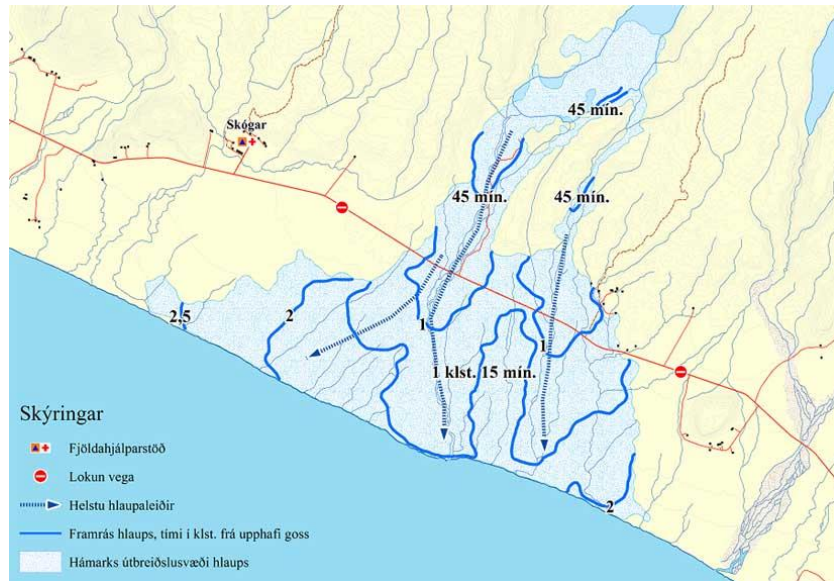 45 mín.
Skógar
45 mín.
45 mín.
2,5
2
1
1
1 klst. 15 mín.
2
Skýringar
Fjöldahjálparstöð
Lokun vega
Helstu hlaupaleiðir
Framrás hlaups, tími í klst. frá upphafi goss
Hámarks útbreiðslusvæði hlaups